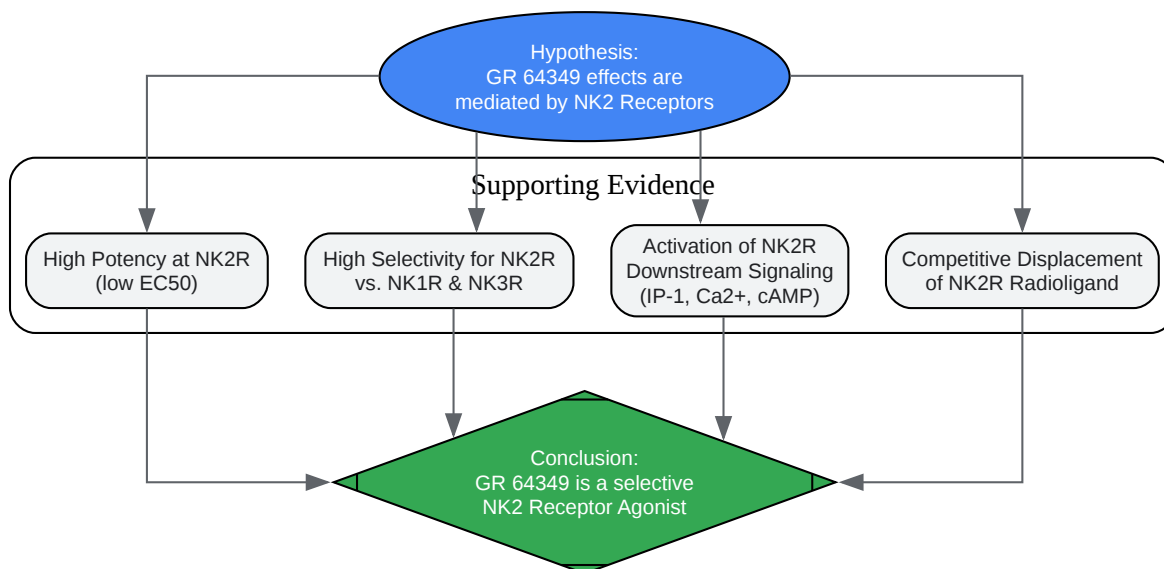 Hypothesis:
GR 64349 effects are
mediated by NK2 Receptors
Supporting Evidence
High Potency at NK2R
(low EC50)
High Selectivity for NK2R
vs. NK1R & NK3R
Activation of NK2R
Downstream Signaling
(IP-1, Ca2+, cAMP)
Competitive Displacement
of NK2R Radioligand
Conclusion:
GR 64349 is a selective
NK2 Receptor Agonist